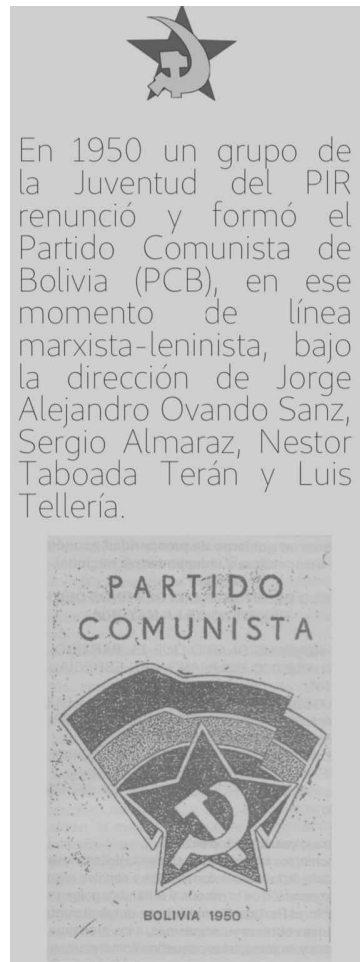 En 1950 un grupo de
la Juventud del PIR
renunció y formó el
Partido Comunista de
Bolivia (PCB), en ese
momento de línea
marxista-leninista, bajo
la dirección de Jorge
Alejandro Ovando Sanz,
Sergio Almaraz, Nestor
Taboada Terán y Luis
Tellería.
PARTIDO
COMUNISTA
BOLIVIA 1950